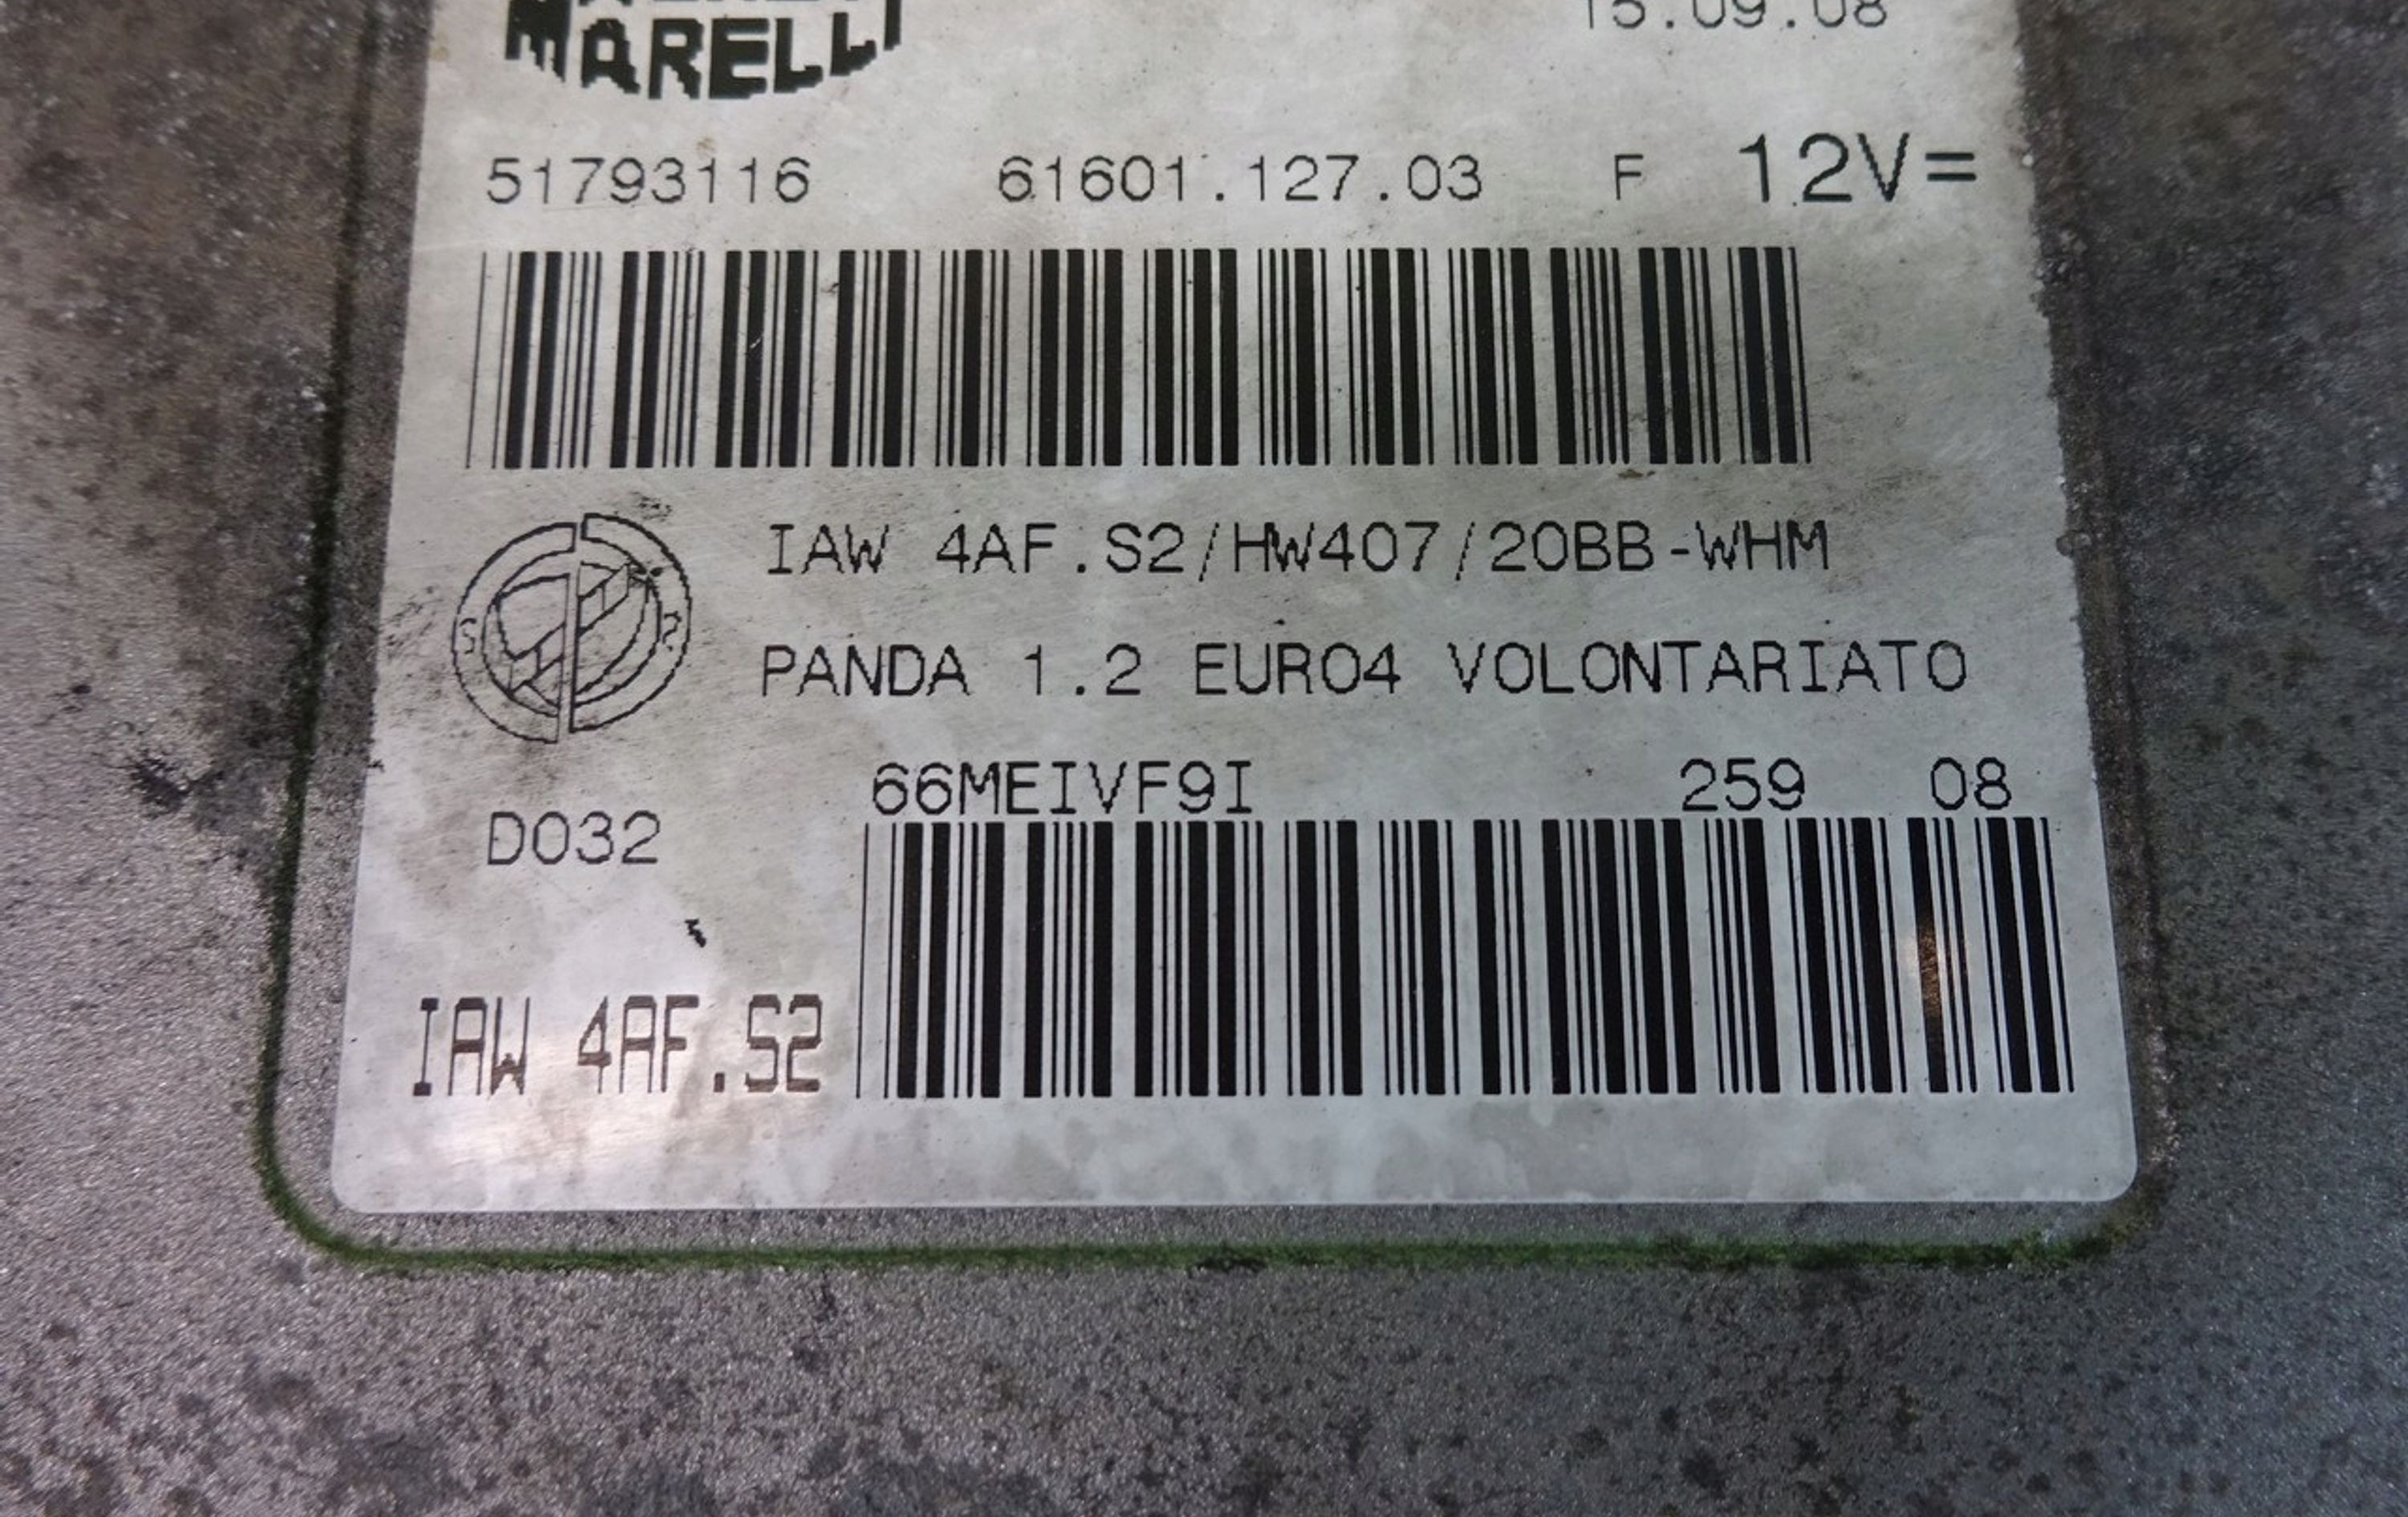 MARELLI
15.09.08
51793116 61601.127.03 F 12V=
IAW 4AF.S2/HW407/20BB-WHM
S R
PANDA 1.2 EURO4 VOLONTARIATO
66MEIVF9I 259 08
D032
IAW 4AF.S2